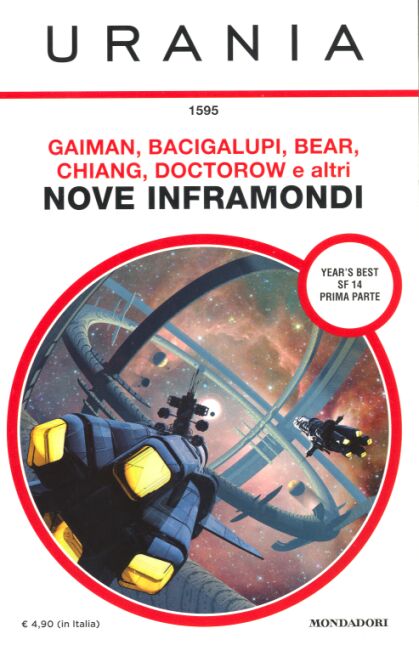 URANIA
1595
GAIMAN, BACIGALUPI, BEAR,
CHIANG, DOCTOROW e altri
NOVE INFRAMONDI
YEAR'S BEST
SF 14
PRIMA PARTE
€ 4,90 (in Italia)
MONDADORI